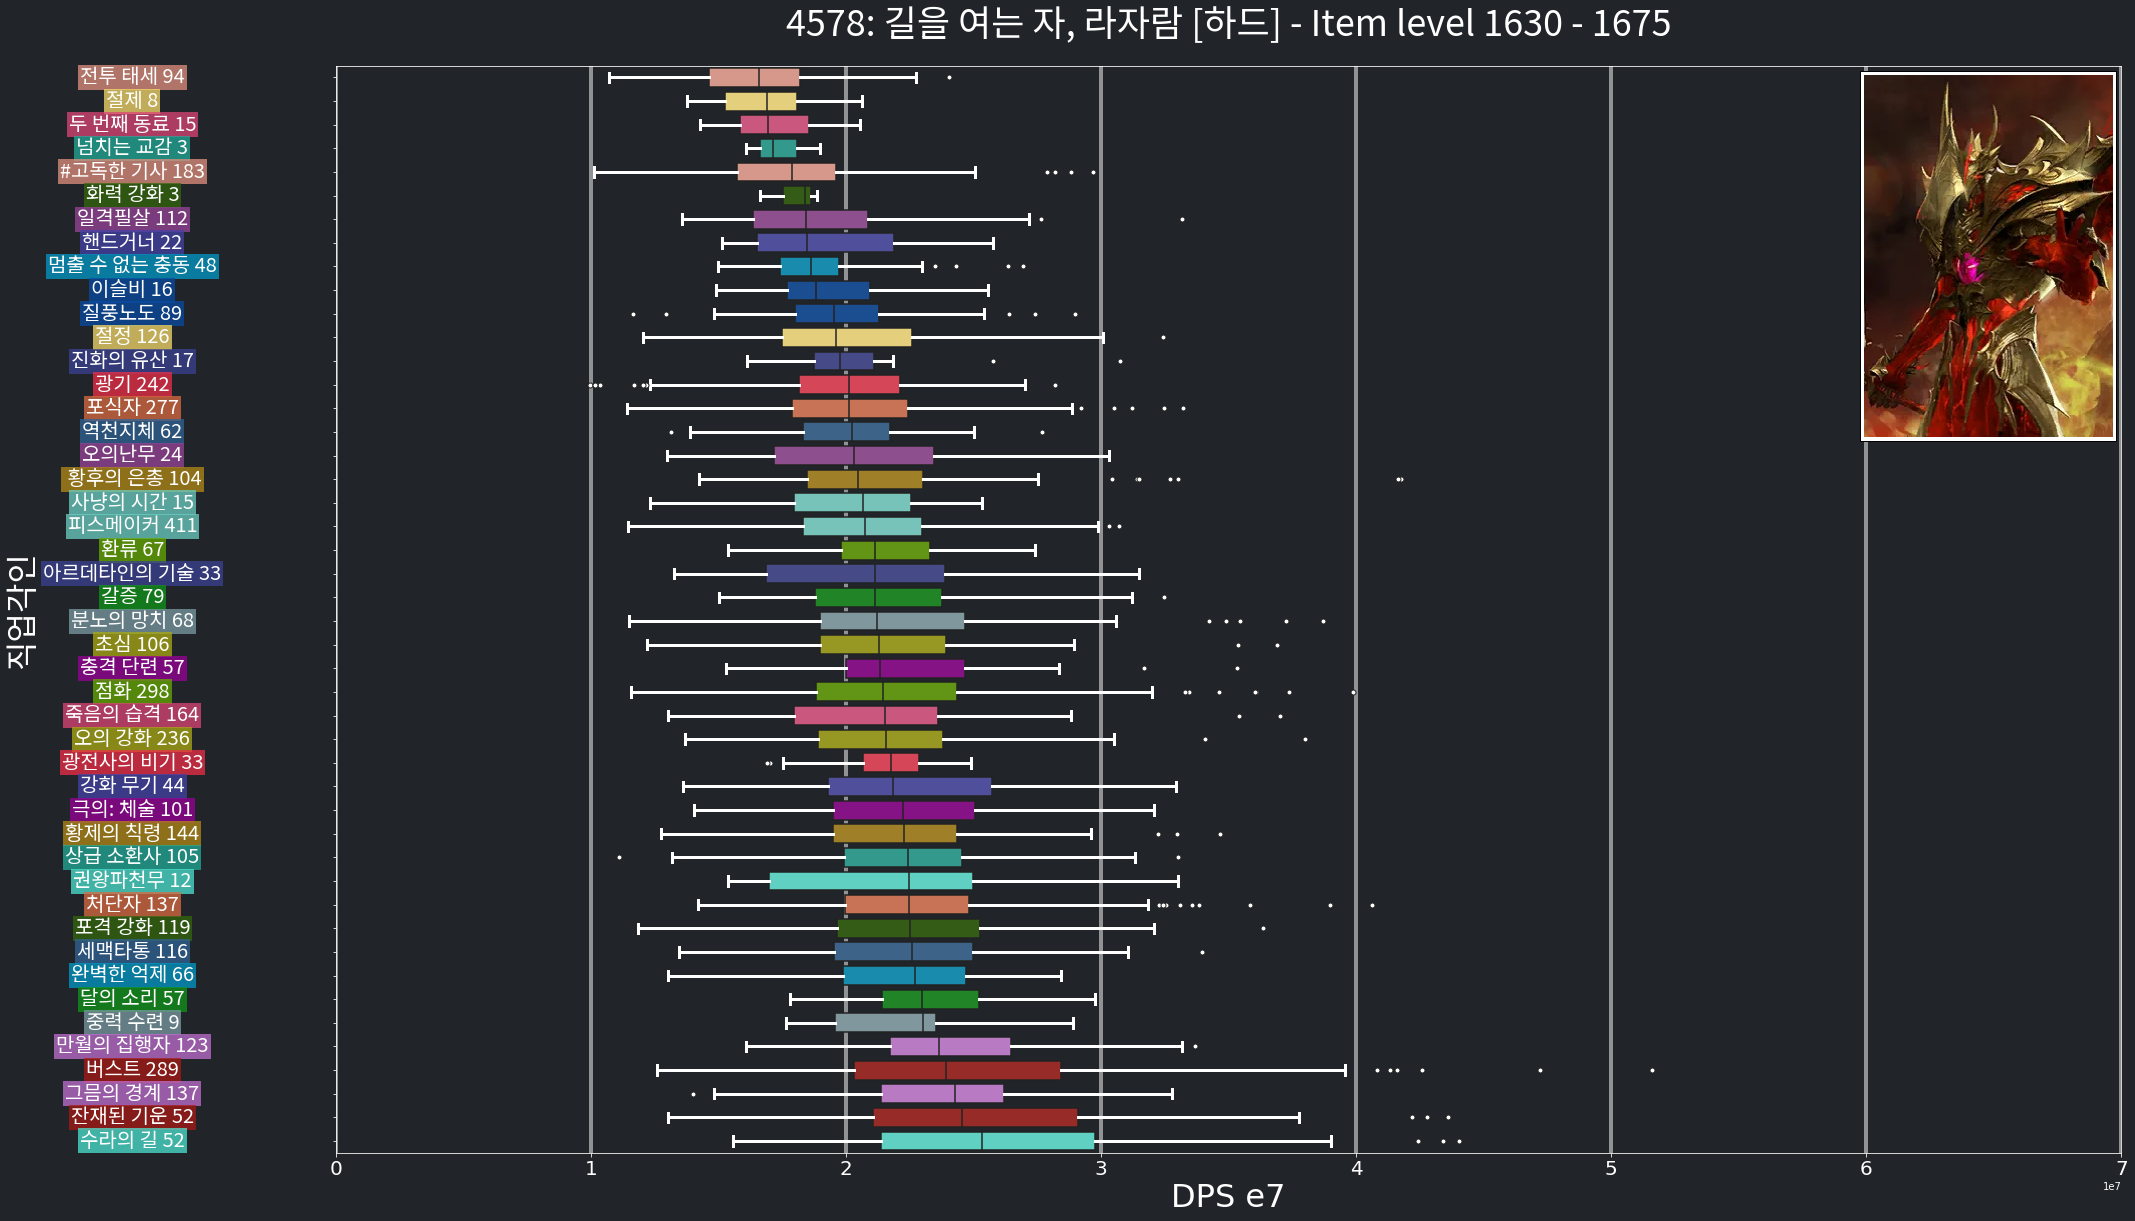 4578: 길을 여는 자, 라자람 [하드] - Item level 1630 - 1675
직업각인
전투 태세 94
절제 8
두 번째 동료 15
넘치는 교감 3
#고독한 기사 183
화력 강화 3
일격필살 112
핸드거너 22
멈출 수 없는 충동 48
이슬비 16
질풍노도 89
절정 126
진화의 유산 17
광기 242
포식자 277
역천지체 62
오의난무 24
황후의 은총 104
사냥의 시간 15
피스메이커 411
환류 67
아르데타인의 기술 33
갈증 79
분노의 망치 68
초심 106
충격 단련 57
점화 298
죽음의 습격 164
오의 강화 236
광전사의 비기 33
강화 무기 44
극의: 체술 101
황제의 칙령 144
상급 소환사 105
권왕파천무 12
처단자 137
포격 강화 119
세맥타통 116
완벽한 억제 66
달의 소리 57
중력 수련 9
만월의 집행자 123
버스트 289
그믐의 경계 137
잔재된 기운 52
수라의 길 52
0 1 2 3 4 5 6 7
1e7
DPS e7